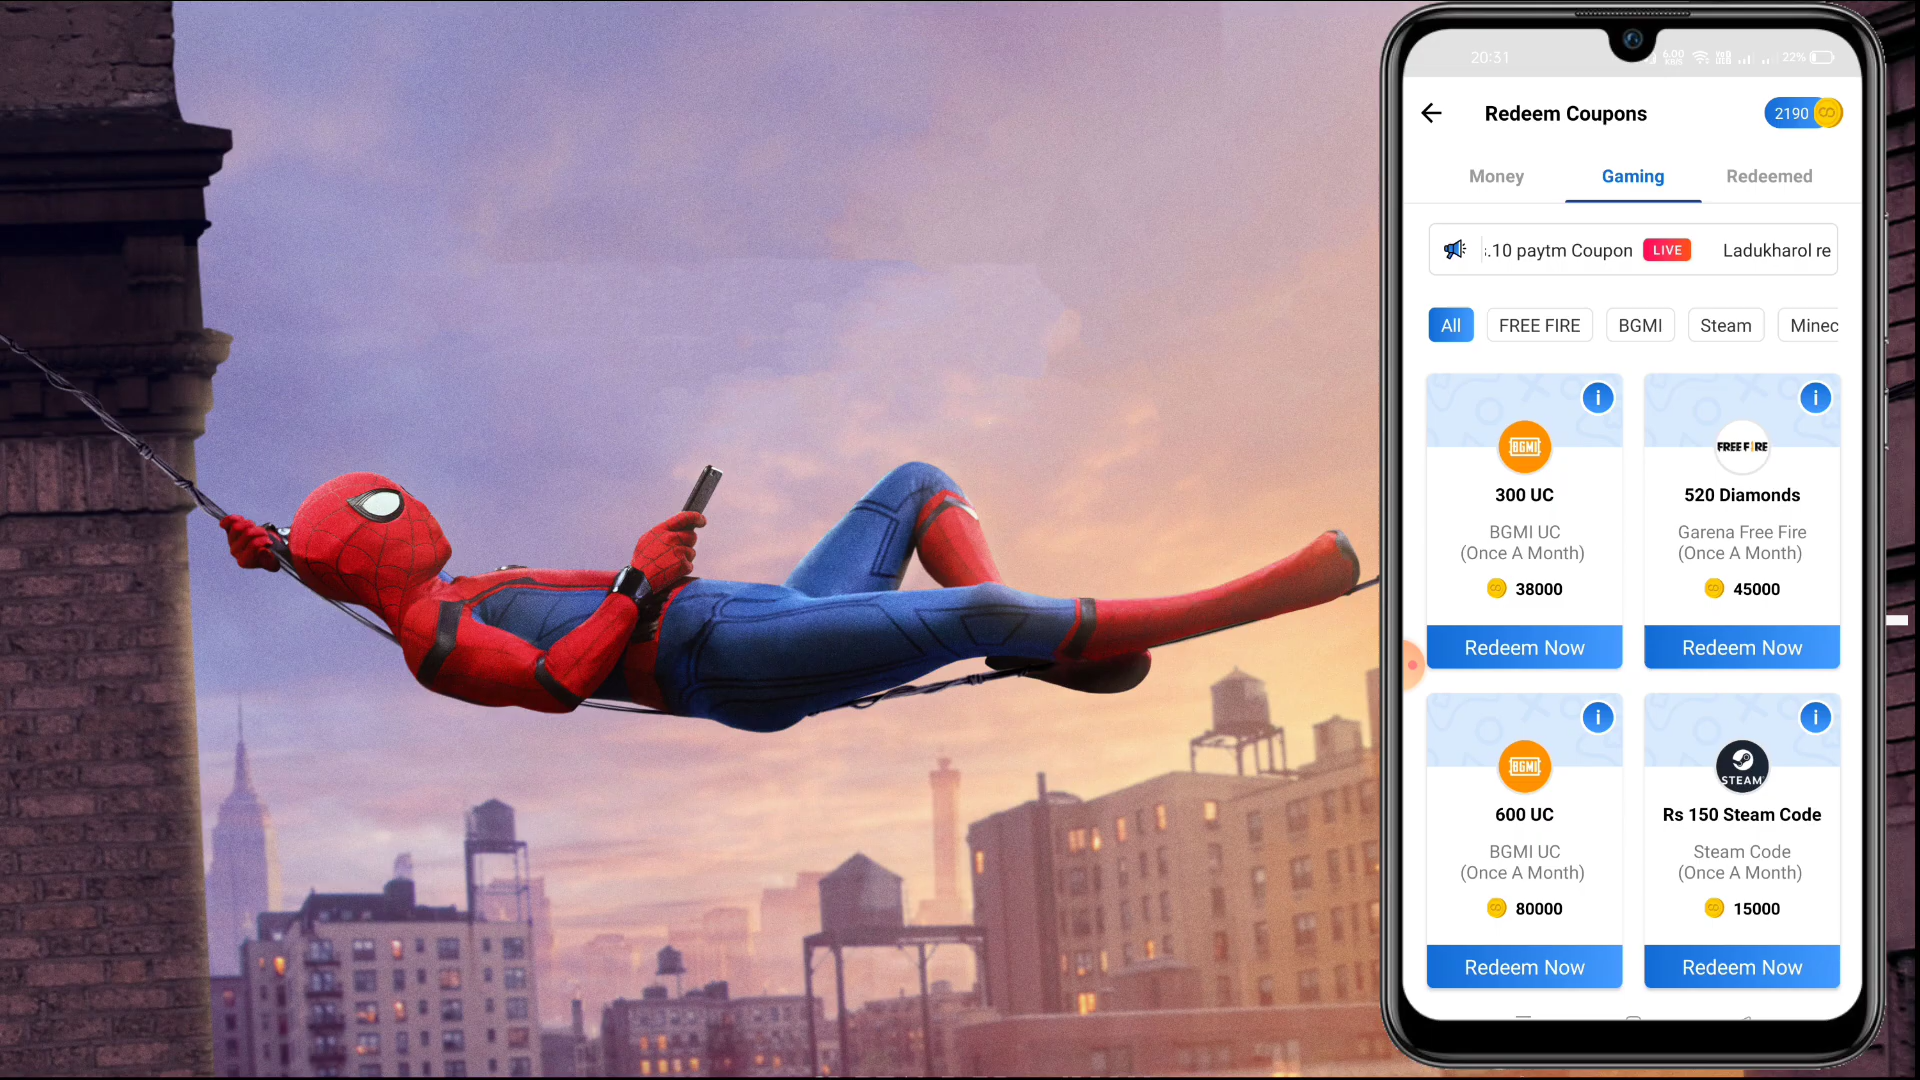 20:31
6.00
KB/S
22%
Redeem Coupons
2190
Money
Gaming
Redeemed
.10 paytm Coupon
LIVE
Ladukharol re
All
FREE FIRE
BGMI
Steam
Minec
i
i
BGMI
FREE FIRE
300 UC
520 Diamonds
BGMI UC
(Once A Month)
Garena Free Fire
(Once A Month)
38000
45000
Redeem Now
Redeem Now
i
i
BGMI
STEAM
600 UC
Rs 150 Steam Code
BGMI UC
(Once A Month)
Steam Code
(Once A Month)
80000
15000
Redeem Now
Redeem Now